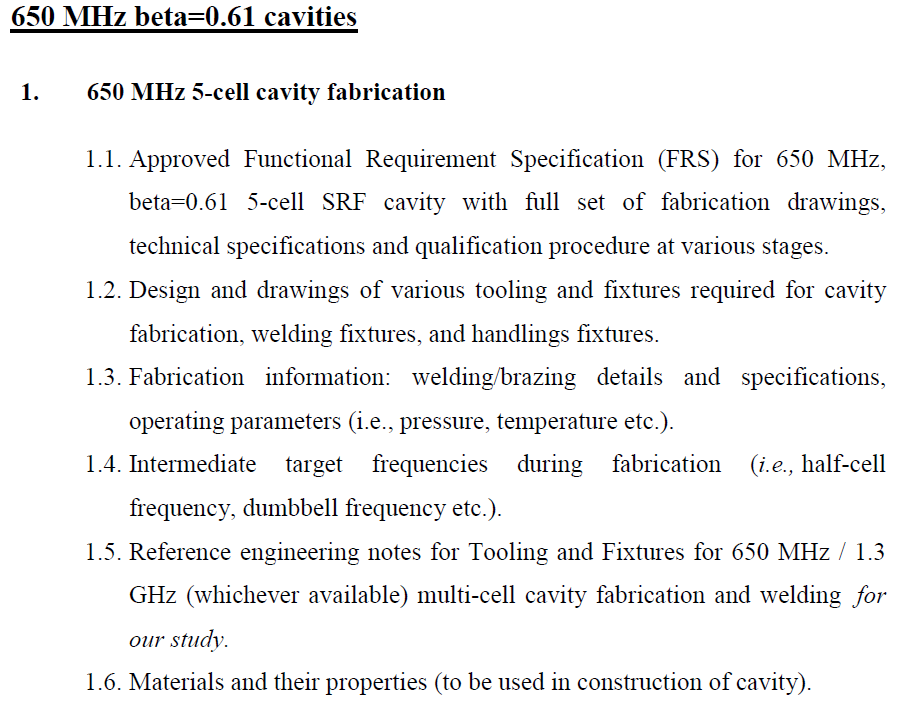 650 MHz beta=0.61 cavities
1. 650 MHz 5-cell cavity fabrication
1.1. Approved Functional Requirement Specification (FRS) for 650 MHz,
beta=0.61 5-cell SRF cavity with full set of fabrication drawings,
technical specifications and qualification procedure at various stages.
1.2. Design and drawings of various tooling and fixtures required for cavity
fabrication, welding fixtures, and handlings fixtures.
1.3. Fabrication information: welding/brazing details and specifications,
operating parameters (i.e., pressure, temperature etc.).
1.4. Intermediate target frequencies during fabrication (i.e., half-cell
frequency, dumbbell frequency etc.).
1.5. Reference engineering notes for Tooling and Fixtures for 650 MHz / 1.3
GHz (whichever available) multi-cell cavity fabrication and welding for
our study.
1.6. Materials and their properties (to be used in construction of cavity).